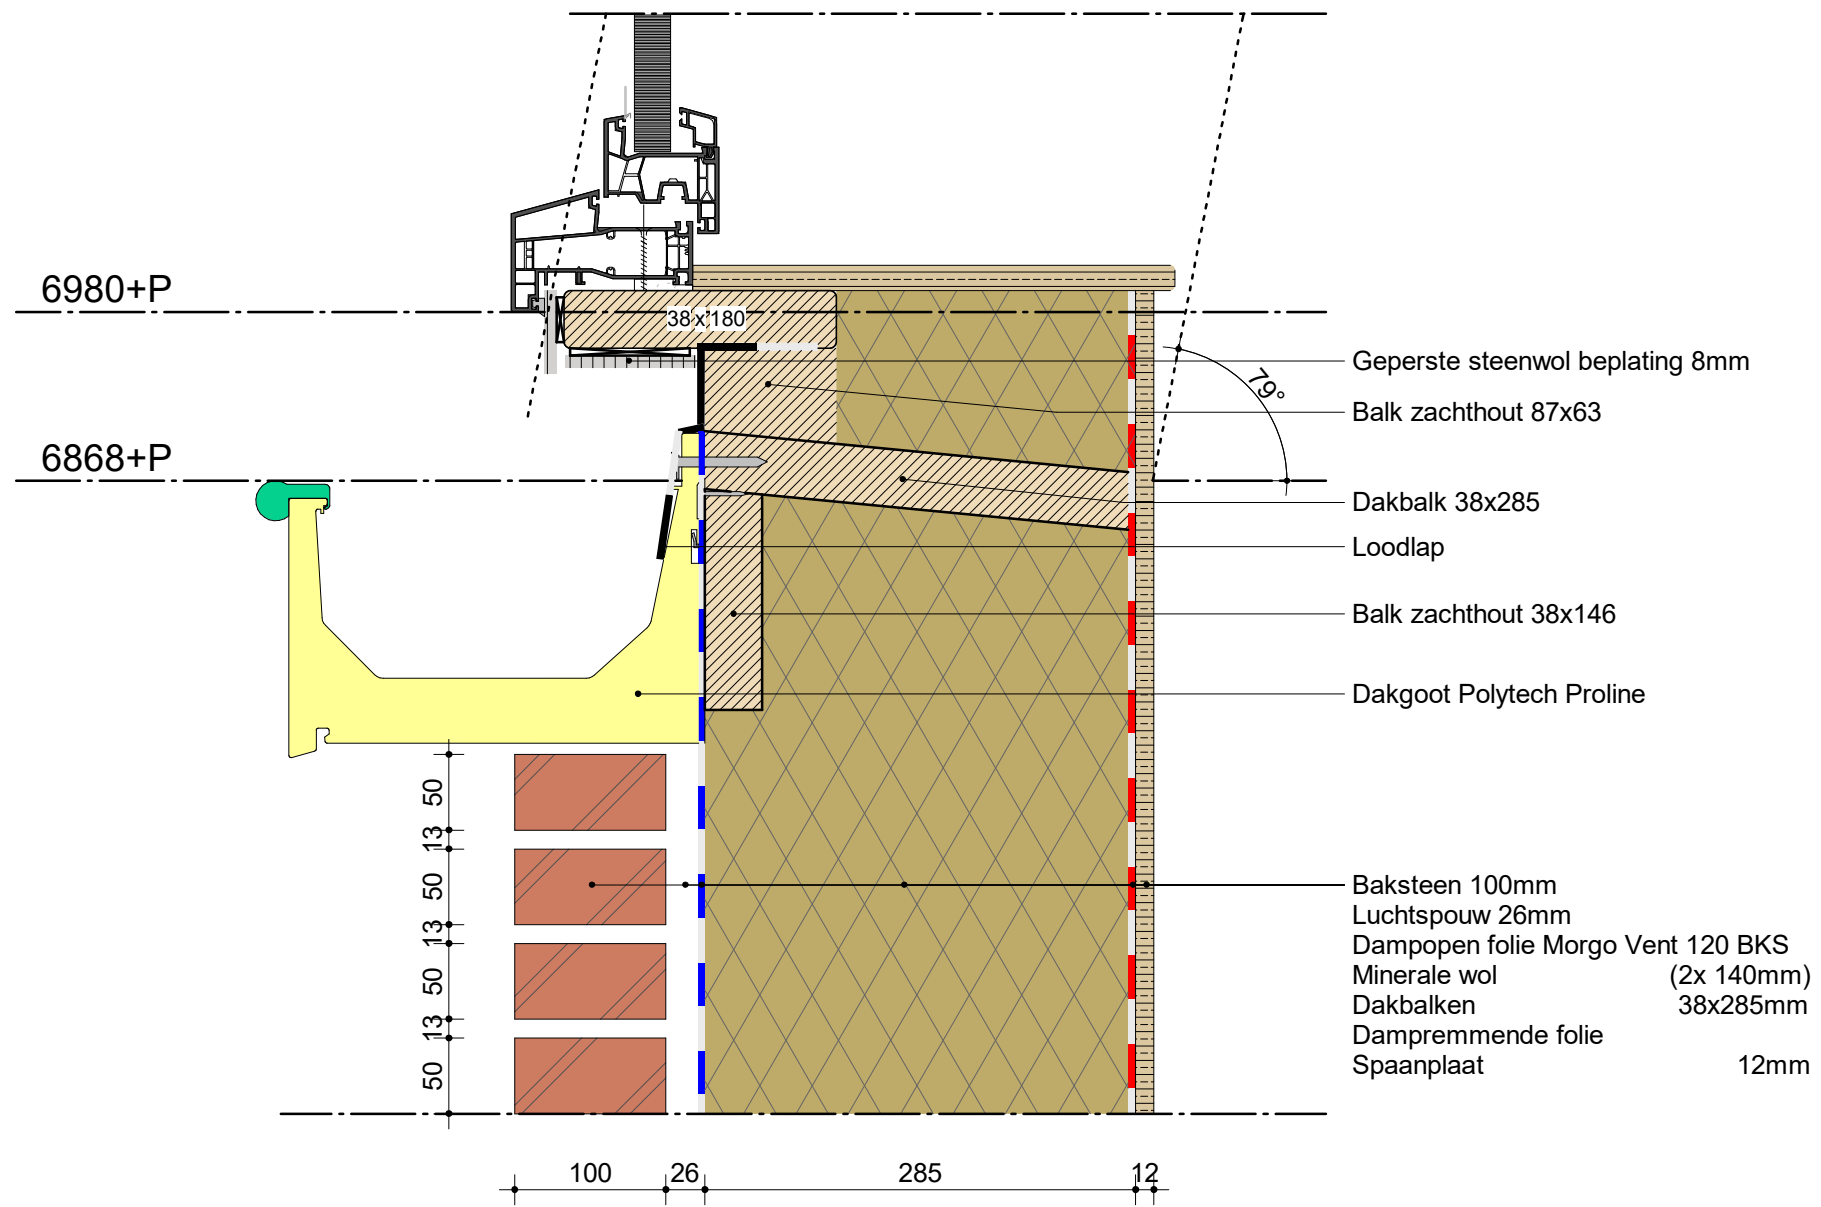 6980+P
38x180
Geperste steenwol beplating 8mm
79°
Balk zachthout 87x63
6868+P
Dakbalk 38x285
Loodlap
Balk zachthout 38x146
Dakgoot Polytech Proline
50
13
50
13
50
13
50
Baksteen 100mm
Luchtspouw 26mm
Dampopen folie Morgo Vent 120 BKS
Minerale wol (2x 140mm)
Dakbalken 38x285mm
Dampremmende folie
Spaanplaat 12mm
100 26 285 12